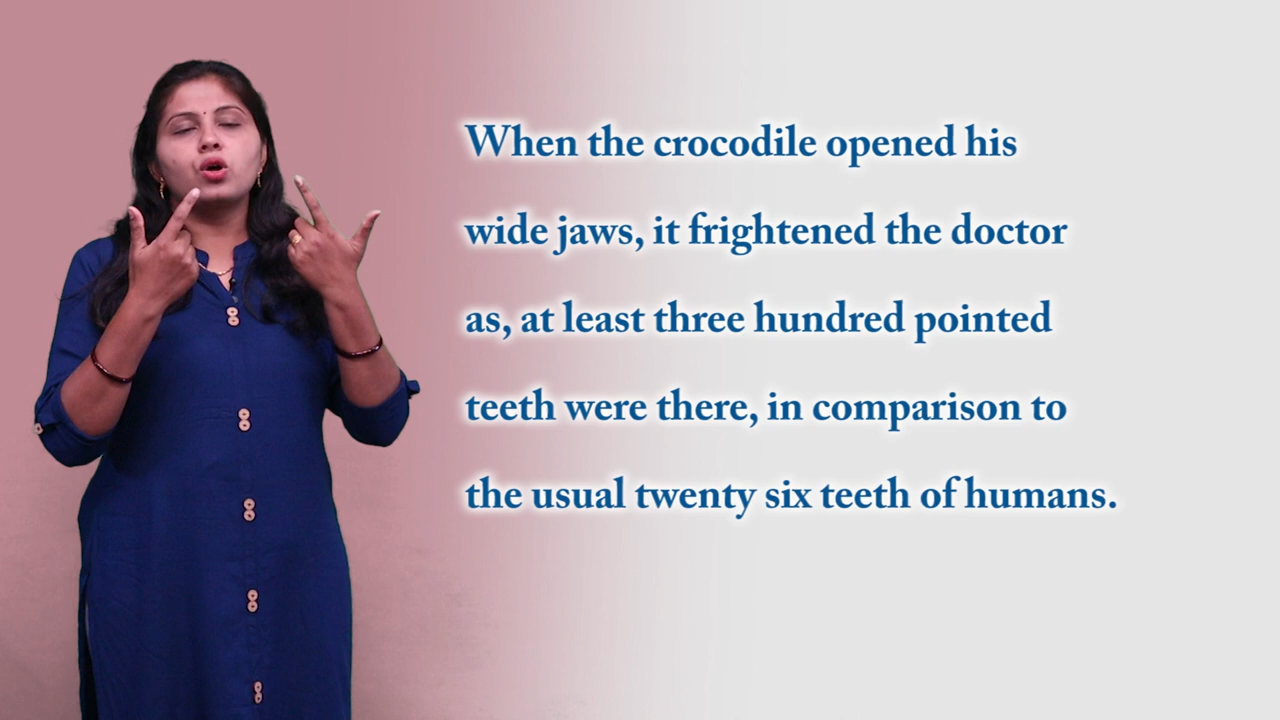 When the crocodile opened his
wide jaws, it frightened the doctor
as, at least three hundred pointed
teeth were there, in comparison to
the usual twenty six teeth of humans.